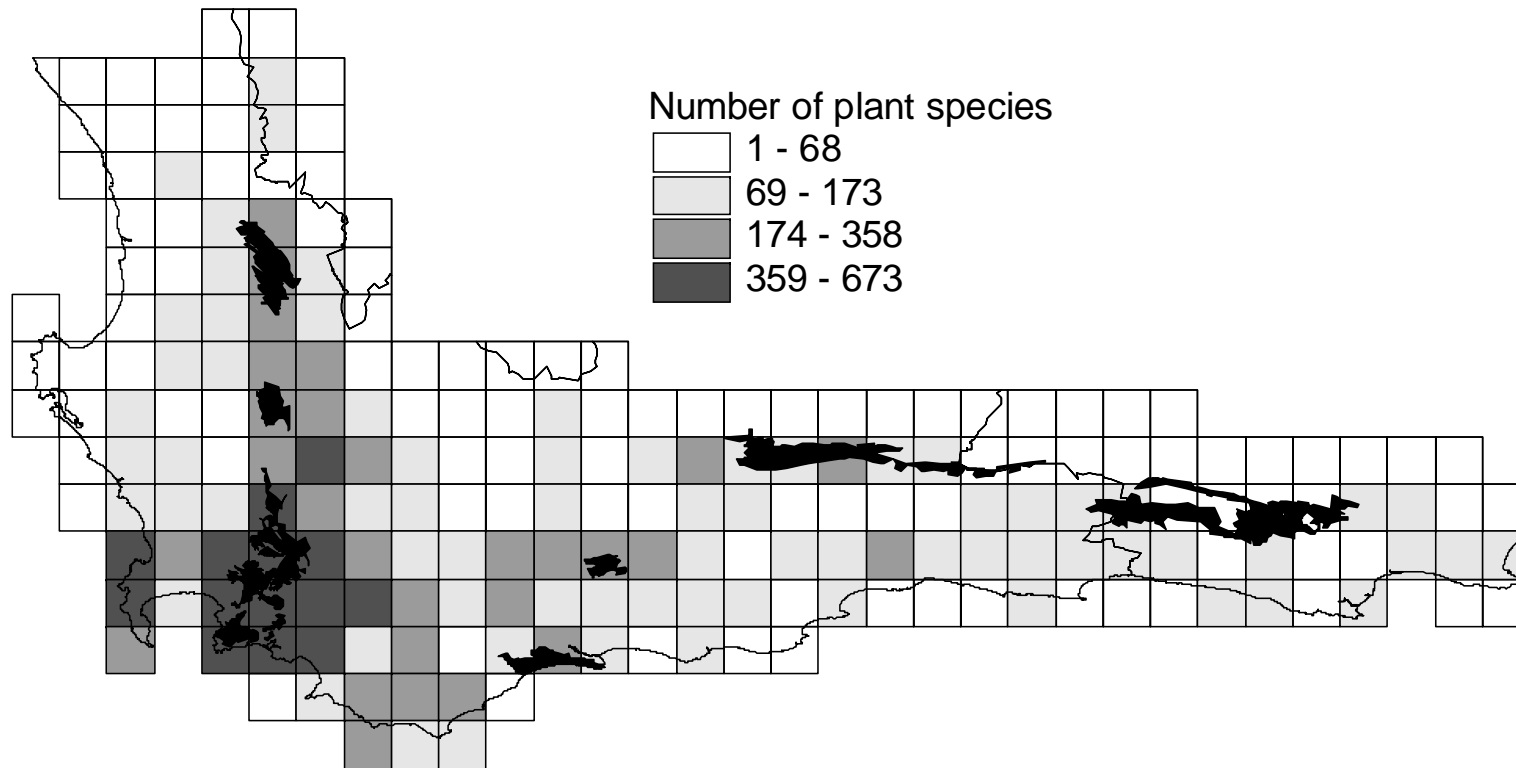 Number of plant species
1 - 68
69 - 173
174 - 358
359 - 673